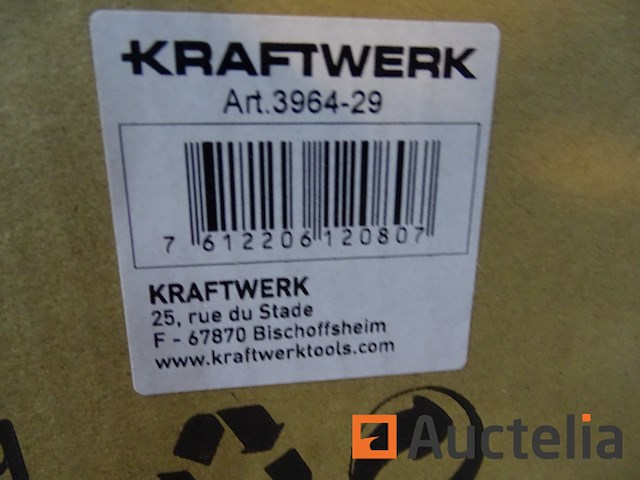 KRAFTWERK
Art.3964-29
7 612206 120807
KRAFTWERK
25, rue du Stade
F - 67870 Bischoffsheim
www.kraftwerktools.com
Auctelia